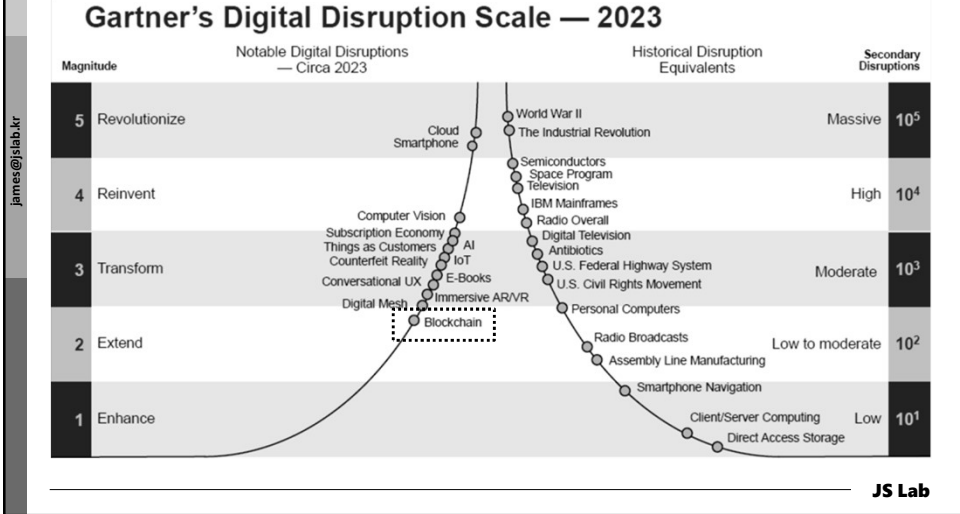 Gartner's Digital Disruption Scale — 2023
Magnitude
Notable Digital Disruptions
— Circa 2023
Historical Disruption
Equivalents
Secondary
Disruptions
5 Revolutionize
Cloud
Smartphone
World War II
The Industrial Revolution
Massive 10⁵
4 Reinvent
Computer Vision
Semiconductors
Space Program
Television
IBM Mainframes
Radio Overall
High 10⁴
3 Transform
Subscription Economy
AI
Things as Customers
IoT
Counterfeit Reality
E-Books
Conversational UX
Immersive AR/VR
Digital Mesh
Digital Television
Antibiotics
U.S. Federal Highway System
U.S. Civil Rights Movement
Moderate 10³
2 Extend
Blockchain
Personal Computers
Radio Broadcasts
Assembly Line Manufacturing
Low to moderate 10²
1 Enhance
Smartphone Navigation
Client/Server Computing
Direct Access Storage
Low 10¹
james@jslab.kr
JS Lab